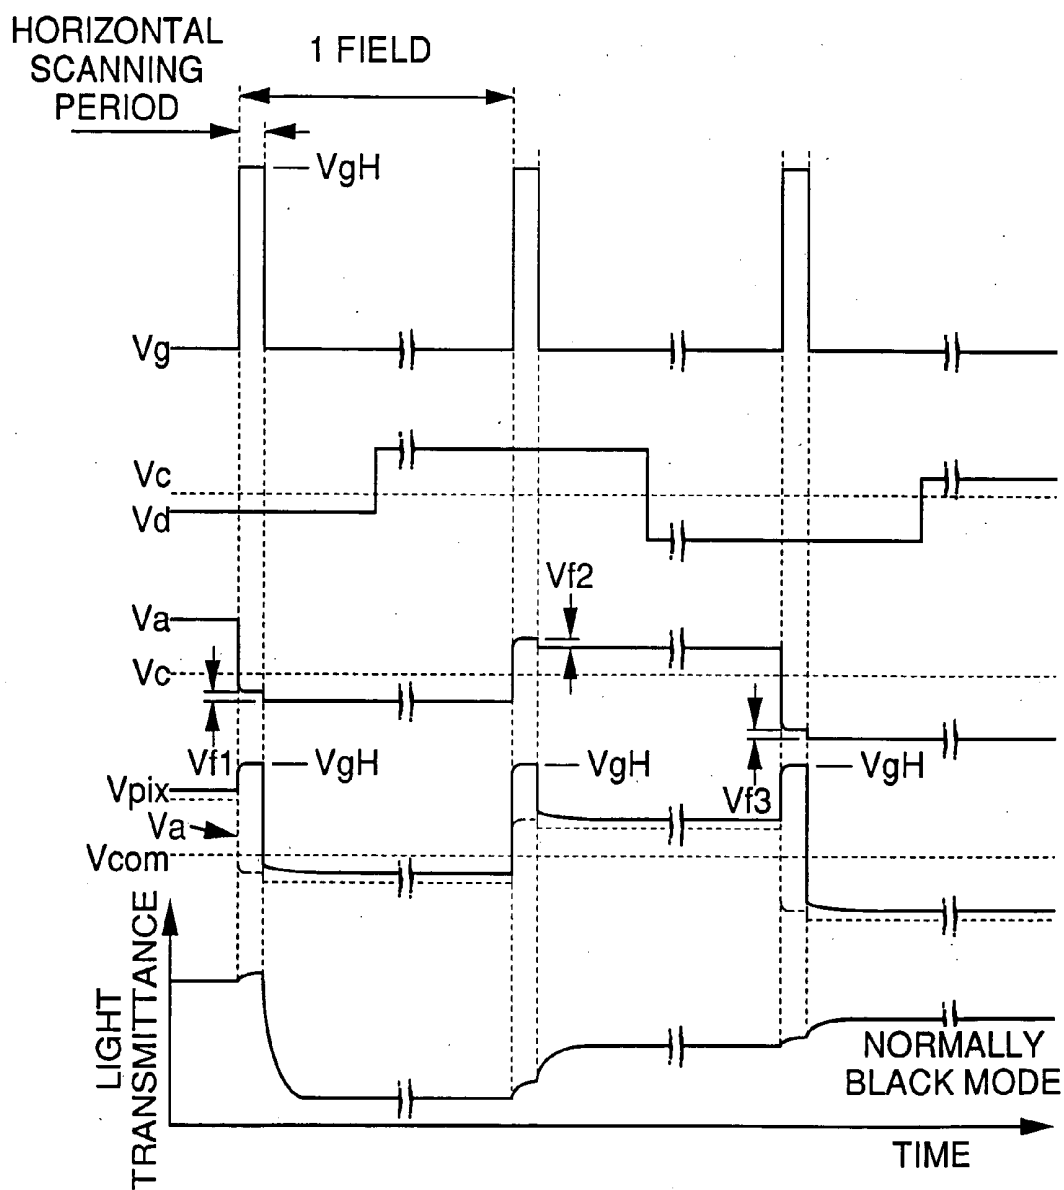 HORIZONTAL
SCANNING
PERIOD
1 FIELD
VgH
Vg
Vc
Vd
Vf2
Va
Vc
Vf1
VgH
VgH
VgH
Vpix
Vf3
Va
Vcom
LIGHT
TRANSMITTANCE
NORMALLY
BLACK MODE
TIME